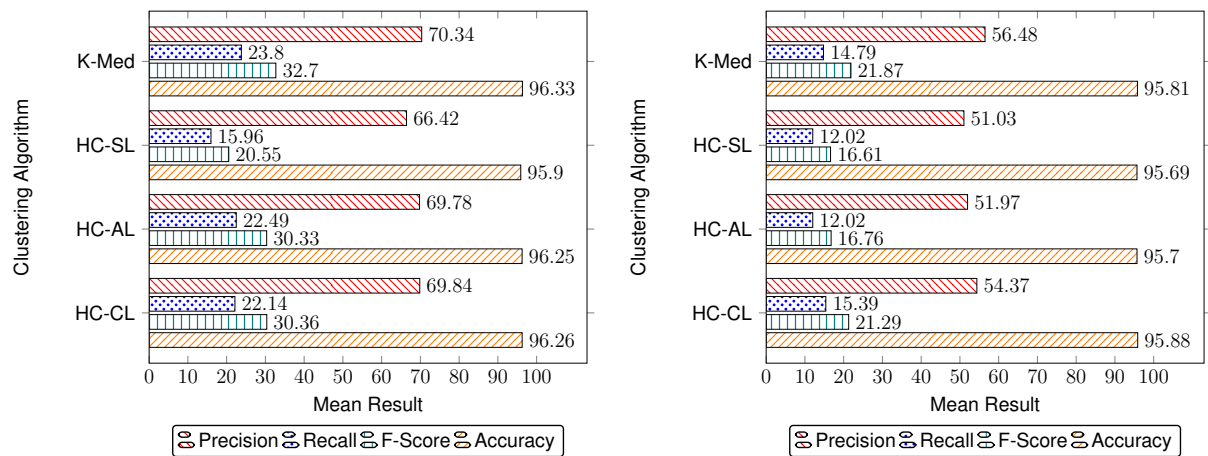 Clustering Algorithm
K-Med
70.34
23.8
32.7
96.33
HC-SL
66.42
15.96
20.55
95.9
HC-AL
69.78
22.49
30.33
96.25
HC-CL
69.84
22.14
30.36
96.26
0 10 20 30 40 50 60 70 80 90 100
Mean Result
Precision Recall F-Score Accuracy
Clustering Algorithm
K-Med
56.48
14.79
21.87
95.81
HC-SL
51.03
12.02
16.61
95.69
HC-AL
51.97
12.02
16.76
95.7
HC-CL
54.37
15.39
21.29
95.88
0 10 20 30 40 50 60 70 80 90 100
Mean Result
Precision Recall F-Score Accuracy